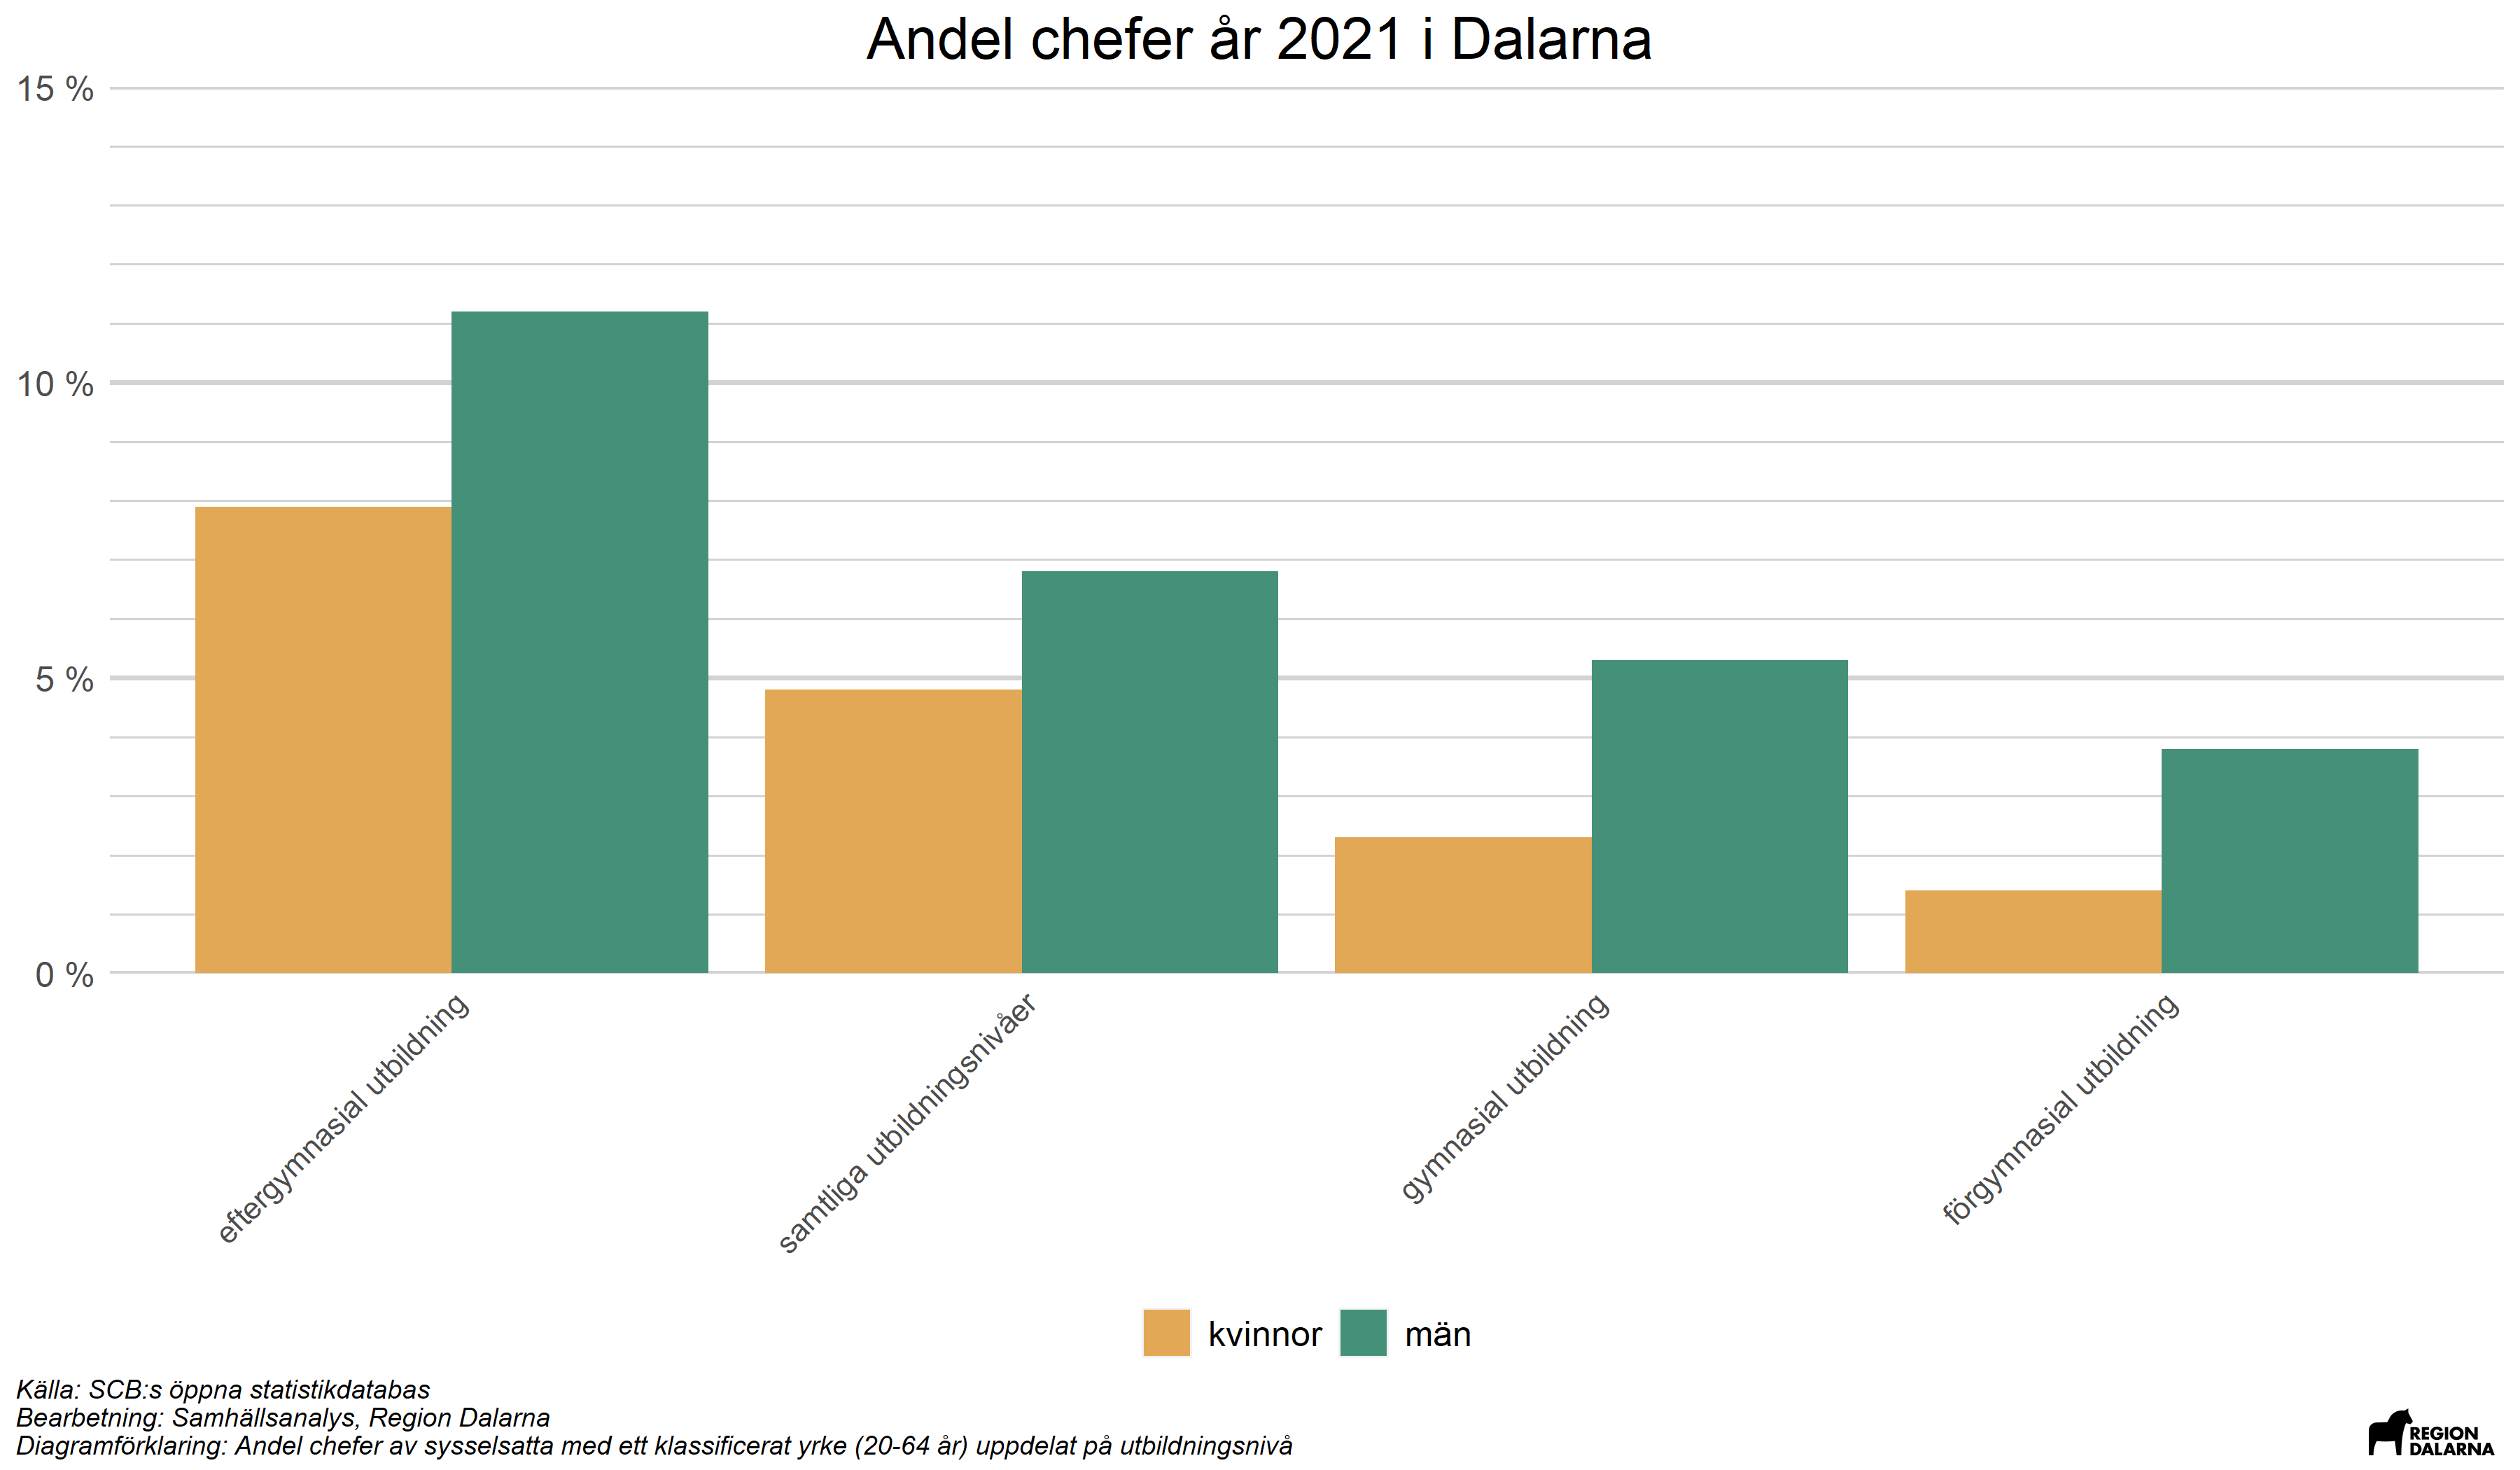 Andel chefer år 2021 i Dalarna
15 %
10 %
5 %
0 %
eftergymnasial utbildning
samtliga utbildningsnivåer
gymnasial utbildning
förgymnasial utbildning
kvinnor
män
Källa: SCB:s öppna statistikdatabas
Bearbetning: Samhällsanalys, Region Dalarna
Diagramförklaring: Andel chefer av sysselsatta med ett klassificerat yrke (20-64 år) uppdelat på utbildningsnivå
REGION
DALARNA